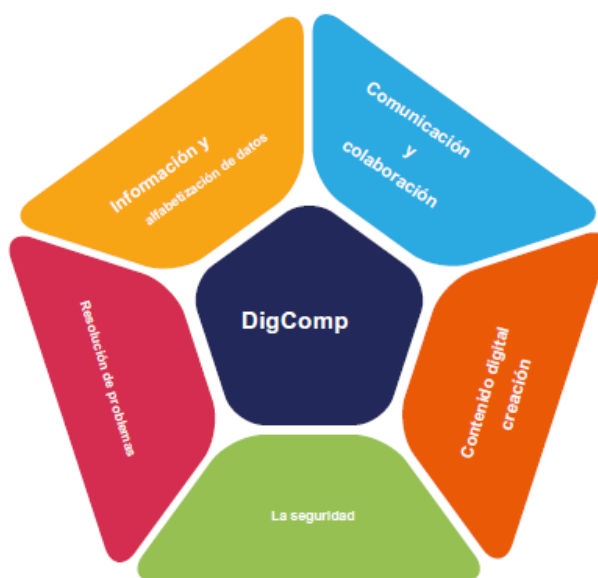 Información y
alfabetización de datos
Comunicación
y
colaboración
DigComp
Resolución de problemas
Contenido digital
creación
La seguridad